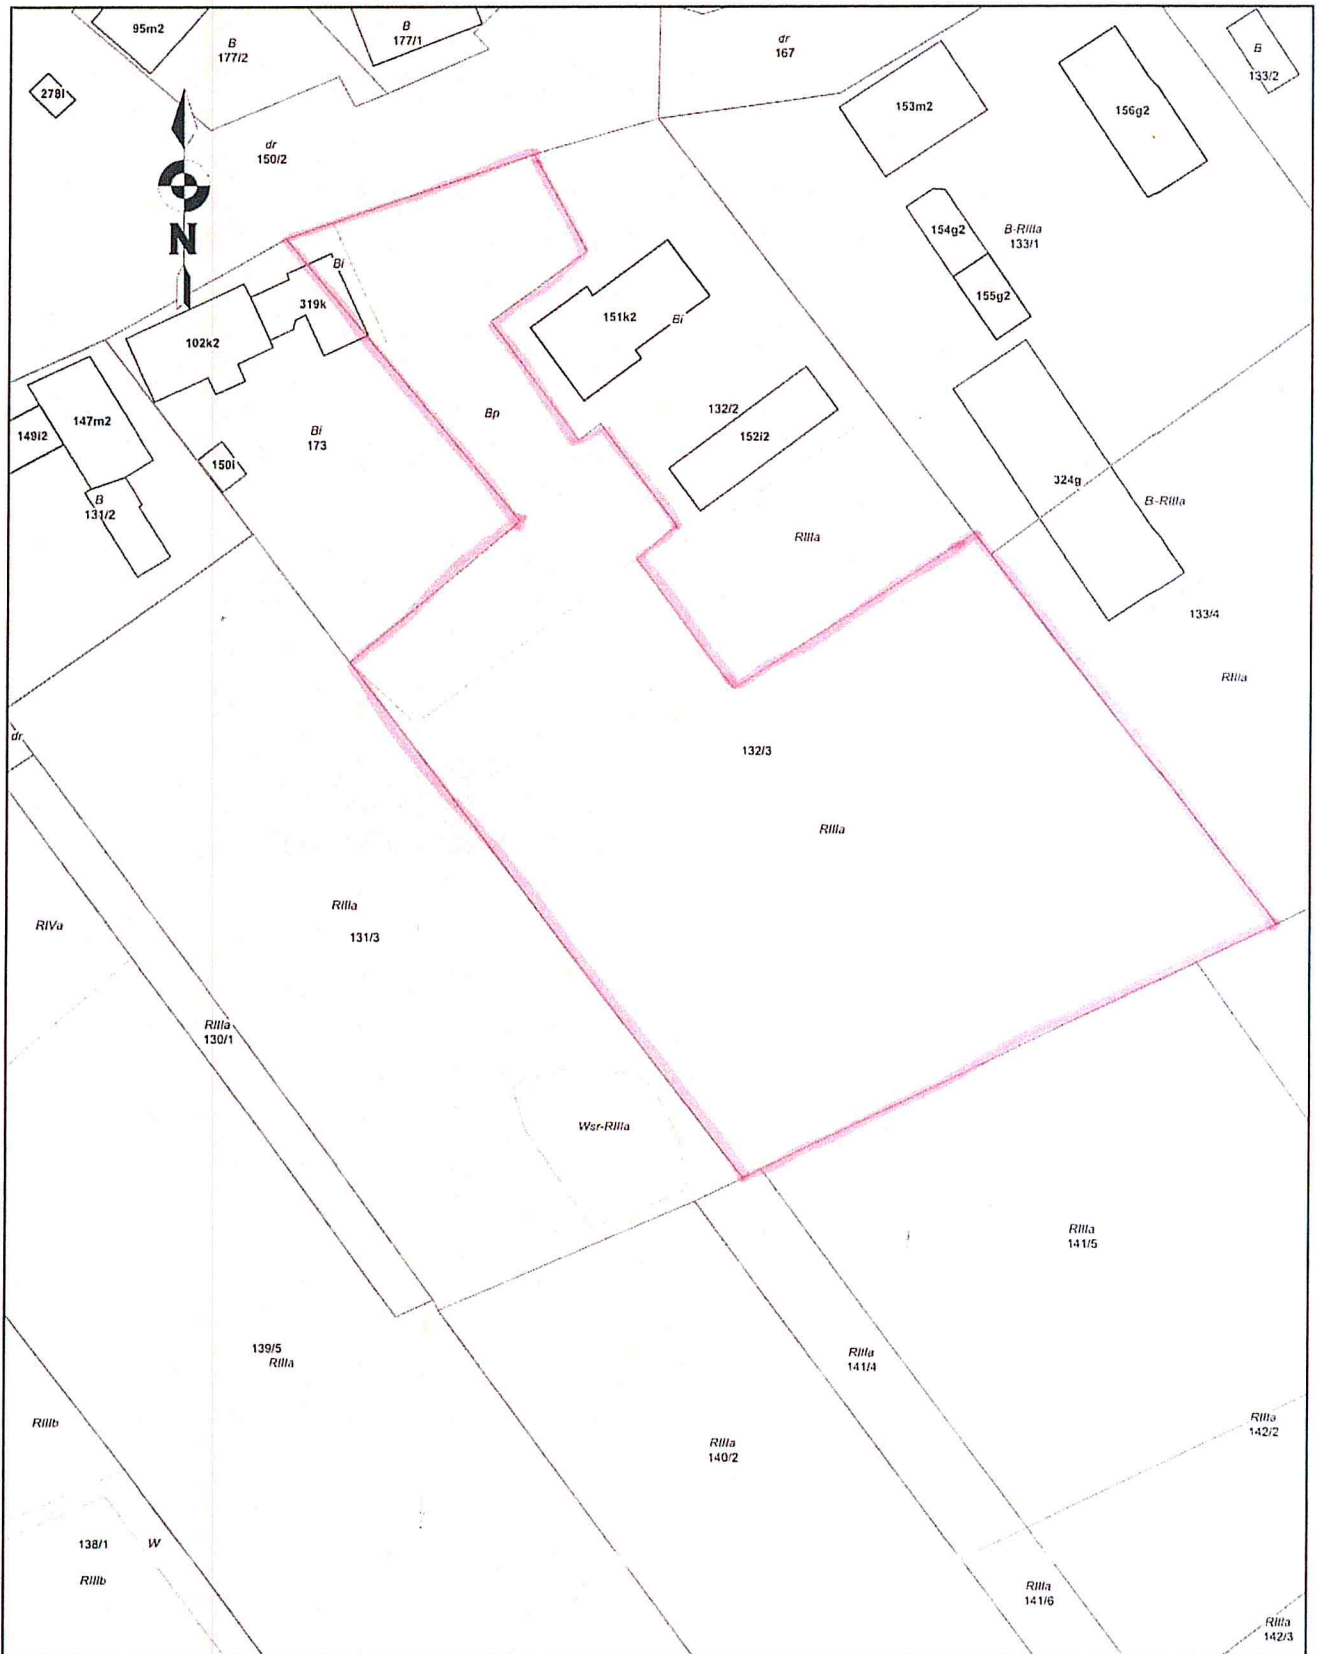 95m2
B
177/2
B
177/1
dr
167
B
133/2
278i
153m2
156g2
dr
150/2
N
154g2
B-RIIIa
133/1
155g2
Bi
319k
151k2
Bi
102k2
147m2
149i2
Bi
173
Bp
132/2
152i2
150i
324g
B-RIIIa
B
131/2
RIIIa
133/4
RIIIa
dr
132/3
RIIIa
RIIIa
131/3
RIVa
RIIIa
130/1
Wsr-RIIIa
RIIIa
141/5
139/5
RIIIa
RIIIa
141/4
RIIIb
RIIIa
140/2
RIIIa
142/2
138/1
W
RIIIb
RIIIa
141/6
RIIIa
142/3